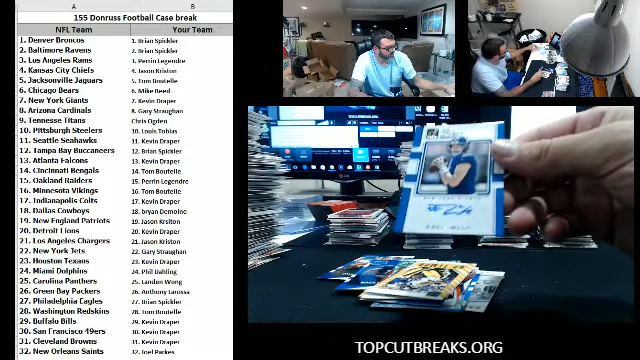 A B
155 Donruss Football Case break
NFL Team Your Team
1. Denver Broncos 1. Brian Spickler
2. Baltimore Ravens 2. Brian Spickler
3. Los Angeles Rams 3. Perrin Legendre
4. Kansas City Chiefs 4. Jason Kriston
5. Jacksonville Jaguars 5. Tom Boutelle
6. Chicago Bears 6. Mike Reed
7. New York Giants 7. Kevin Draper
8. Arizona Cardinals 8. Gary Straughan
9. Tennesse Titans Chris Ogden
10. Pittsburgh Steelers 10. Louis Tobias
11. Seattle Seahawks 11. Kevin Draper
12. Tampa Bay Buccaneers 12. Brian Spickler
13. Atlanta Falcons 13. Kevin Draper
14. Cincinnati Bengals 14. Tom Boutelle
15. Oakland Raiders 15. Perrin Legendre
16. Minnesota Vikings 16. Tom Boutelle
17. Indianapolis Colts 17. Kevin Draper
18. Dallas Cowboys 18. bryan Demoine
19. New England Patriots 19. Jason Kriston
20. Detroit Lions 20. Kevin Draper
21. Los Angeles Chargers 21. Jason Kriston
22. New York Jets 22. Gary Straughan
23. Houston Texans 23. Kevin Draper
24. Miami Dolphins 24. Phil Dahling
25. Carolina Panthers 25. Landen Wong
26. Green Bay Packers 26. Anthony Larossa
27. Philadelphia Eagles 27. Brian Spickler
28. Washington Redskins 28. Tom Boutelle
29. Buffalo Bills 29. Kevin Draper
30. San Francisco 49ers 30. Kevin Draper
31. Cleveland Browns 31. Kevin Draper
32. New Orleans Saints 32. Joel Parkes
TOPCUTBREAKS.ORG